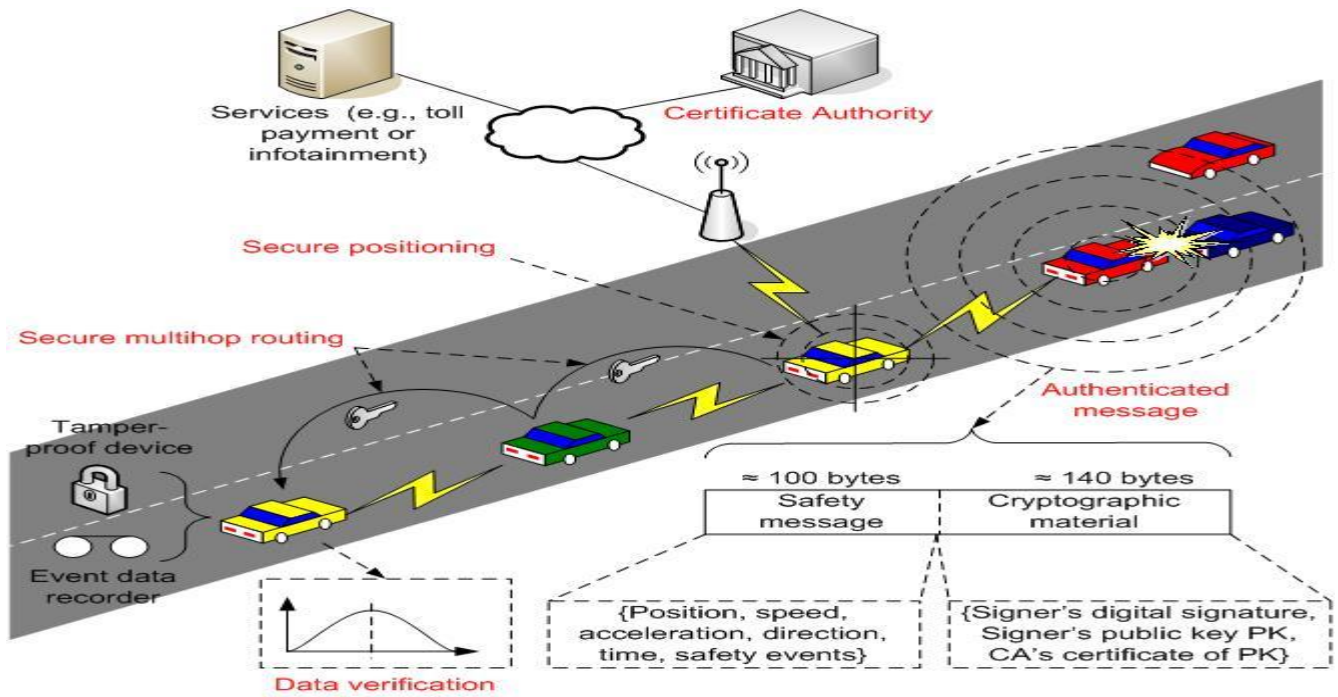 Services (e.g., toll
payment or
infotainment)
Certificate Authority
Secure positioning
Secure multihop routing
Authenticated
message
Tamper-
proof device
≈ 100 bytes
≈ 140 bytes
Safety
message
Cryptographic
material
Event data
recorder
{Position, speed,
acceleration, direction,
time, safety events}
{Signer's digital signature,
Signer's public key PK,
CA's certificate of PK}
Data verification